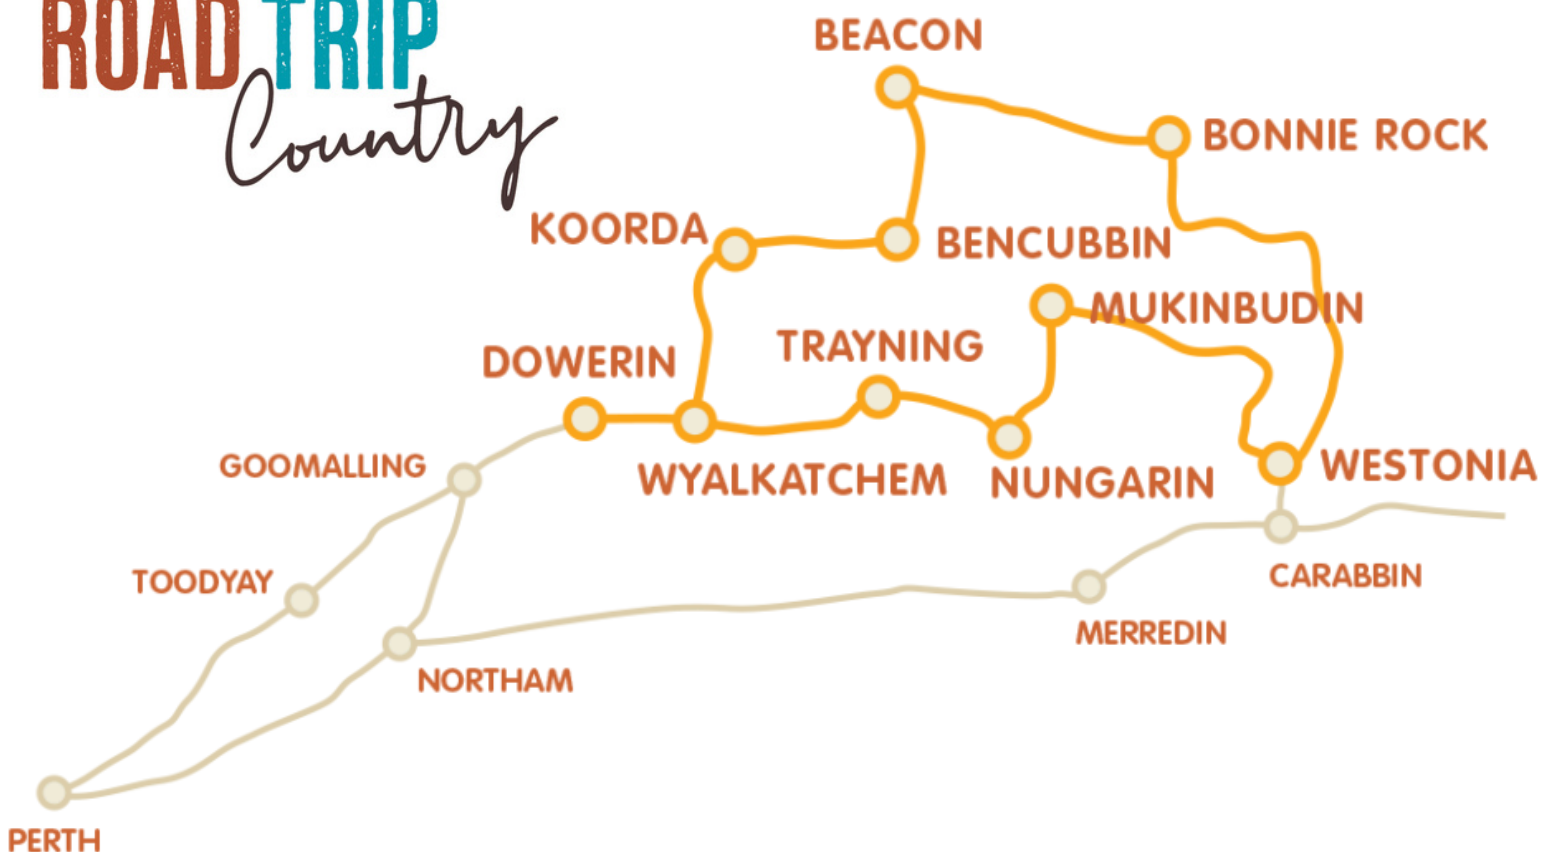 ROAD TRIP
Country
BEACON
BONNIE ROCK
KOORDA
BENCUBBIN
MUKINBUDIN
TRAYNING
DOWERIN
GOOMALLING
WYALKATCHEM
NUNGARIN
WESTONIA
TOODYAY
CARABBIN
MERREDIN
NORTHAM
PERTH